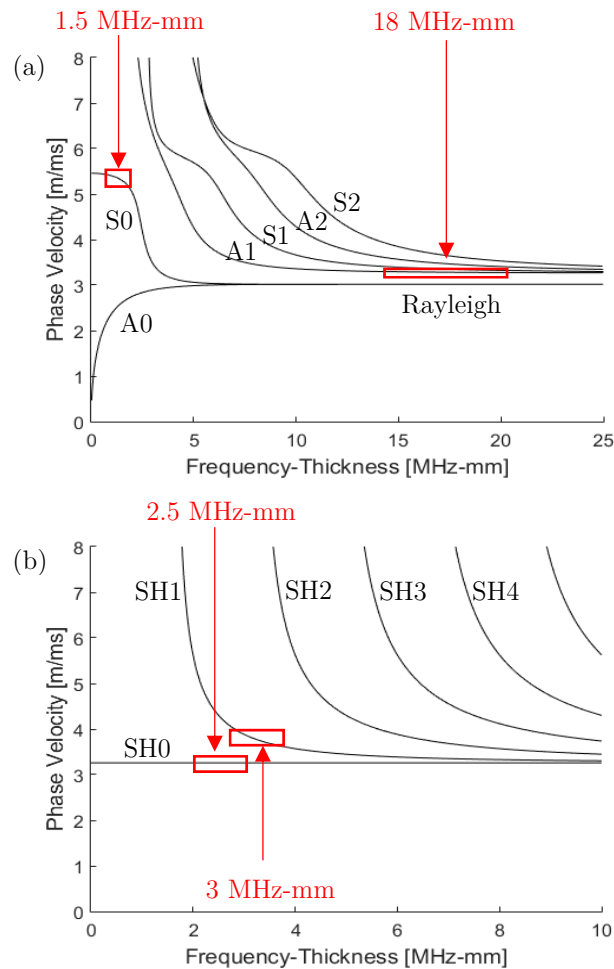 1.5 MHz-mm
18 MHz-mm
(a)
8
7
6
5
4
3
2
1
0
Phase Velocity [m/ms]
S0
A0
A1
S1
A2
S2
Rayleigh
0
5
10
15
20
25
Frequency-Thickness [MHz-mm]
2.5 MHz-mm
(b)
8
7
6
5
4
3
2
1
0
Phase Velocity [m/ms]
SH1
SH2
SH3
SH4
SH0
3 MHz-mm
0
2
4
6
8
10
Frequency-Thickness [MHz-mm]